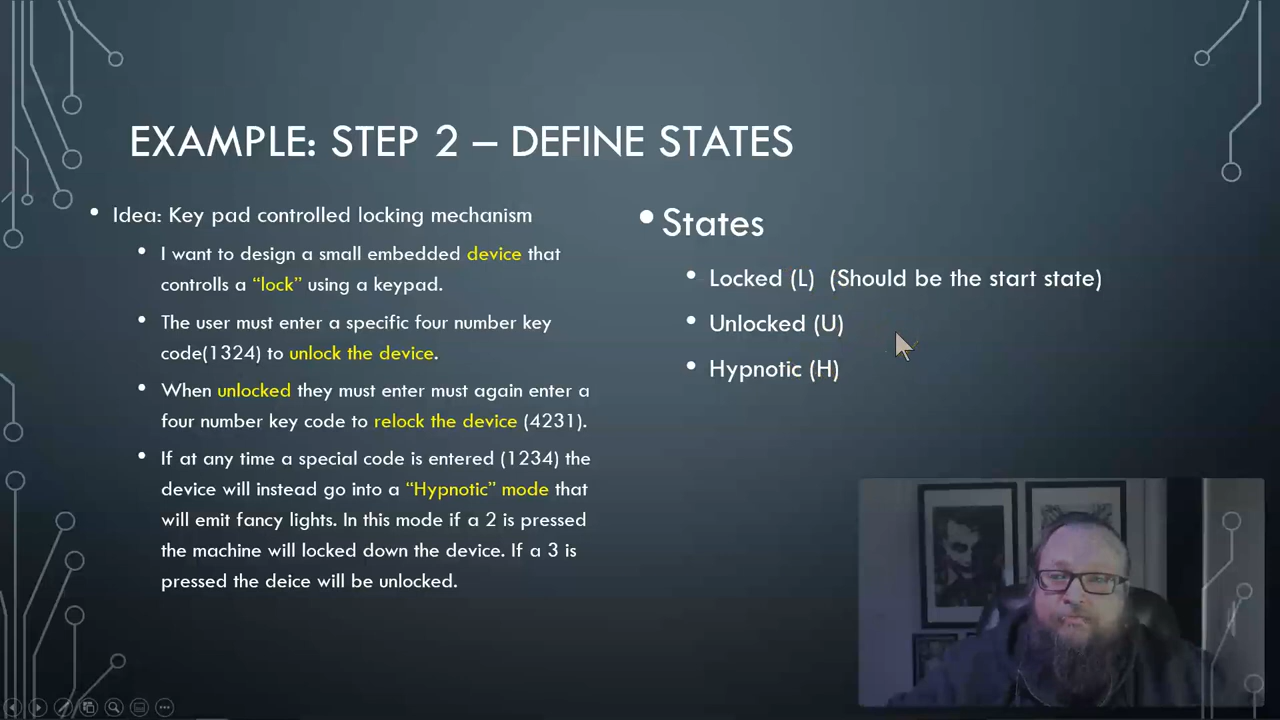 EXAMPLE: STEP 2 – DEFINE STATES
• Idea: Key pad controlled locking mechanism
• I want to design a small embedded device that
controlls a “lock” using a keypad.
• The user must enter a specific four number key
code(1324) to unlock the device.
• When unlocked they must enter must again enter a
four number key code to relock the device (4231).
• If at any time a special code is entered (1234) the
device will instead go into a “Hypnotic” mode that
will emit fancy lights. In this mode if a 2 is pressed
the machine will locked down the device. If a 3 is
pressed the deice will be unlocked.
• States
• Locked (L)  (Should be the start state)
• Unlocked (U)
• Hypnotic (H)